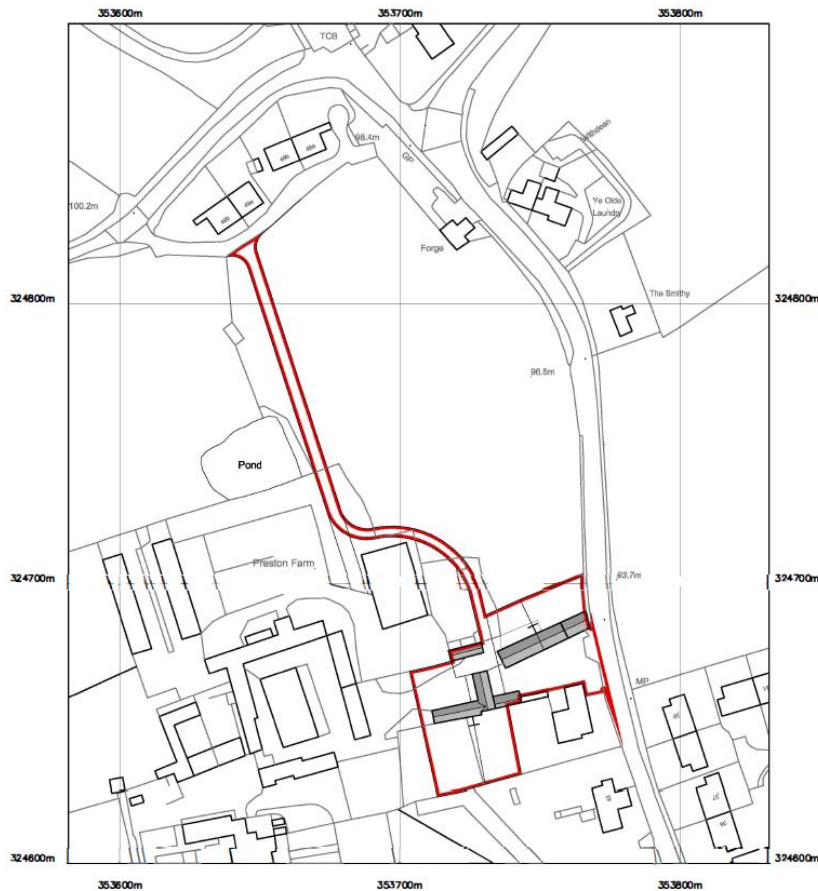 353600m 353700m 353800m
TCB
98.4m
GP
Withdean
Ye Olde
Laundry
100.2m
Forge
The Smithy
324800m 324800m
96.5m
Pond
Preston Farm
324700m 324700m
93.7m
MP
324600m 324600m
353600m 353700m 353800m